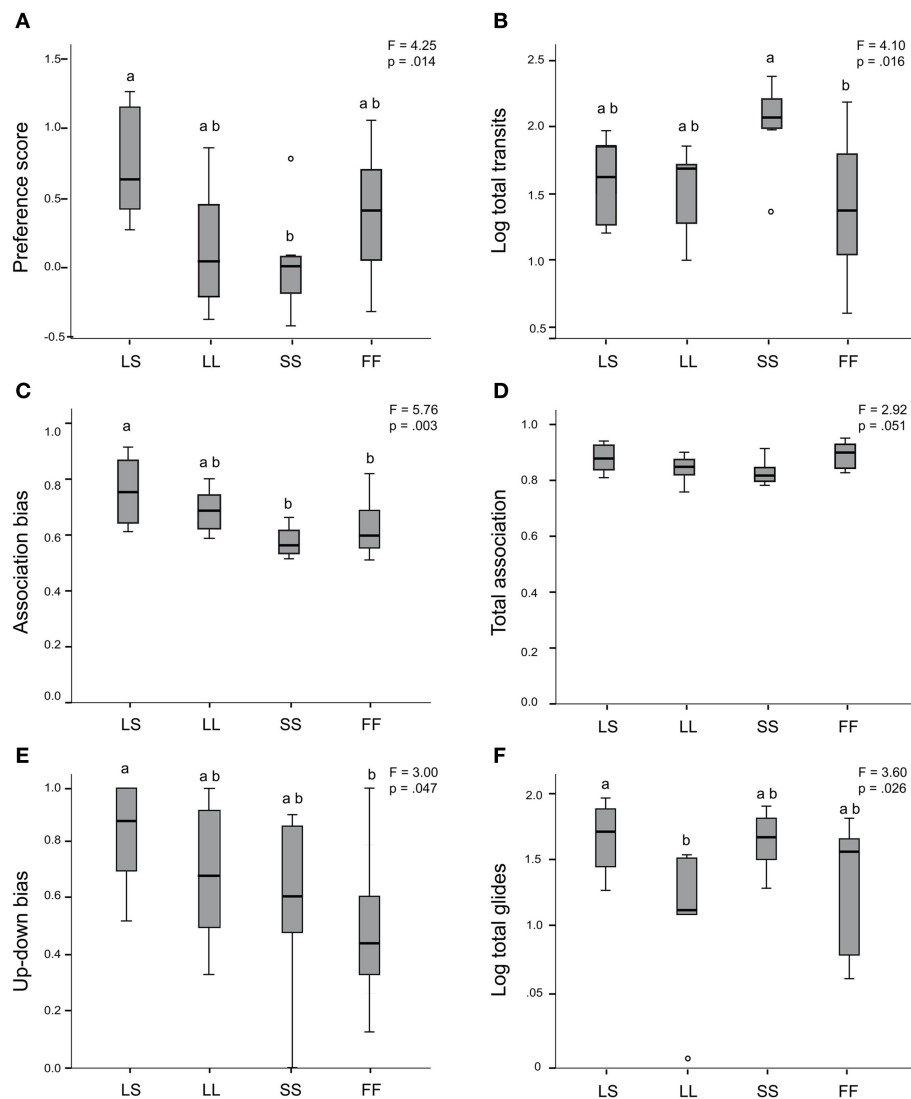 A
F = 4.25
p = .014
Preference score
1.5
1.0
0.5
0.0
-0.5
a
a b
b
a b
LS LL SS FF
B
F = 4.10
p = .016
Log total transits
2.5
2.0
1.5
1.0
0.5
a b
a b
a
b
LS LL SS FF
C
F = 5.76
p = .003
Association bias
1.0
0.8
0.6
0.4
0.2
0.0
a
a b
b
b
LS LL SS FF
D
F = 2.92
p = .051
Total association
1.0
0.8
0.6
0.4
0.2
0.0
LS LL SS FF
E
F = 3.00
p = .047
Up-down bias
1.0
0.8
0.6
0.4
0.2
0.0
a
a b
a b
b
LS LL SS FF
F
F = 3.60
p = .026
Log total glides
2.0
1.5
1.0
.05
0
a
b
a b
a b
LS LL SS FF